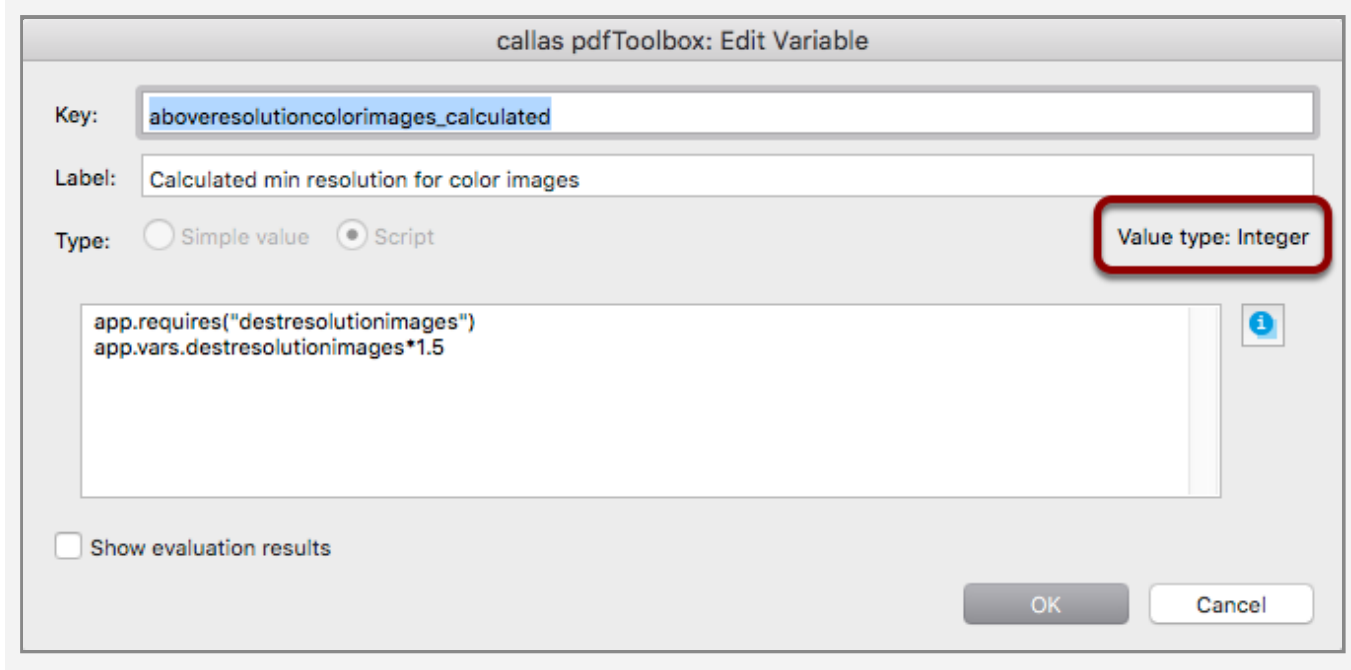 callas pdfToolbox: Edit Variable
Key: aboveresolutioncolorimages_calculated
Label: Calculated min resolution for color images
Type: Simple value Script Value type: Integer
app.requires("destresolutionimages")
app.vars.destresolutionimages*1.5
Show evaluation results
OK Cancel